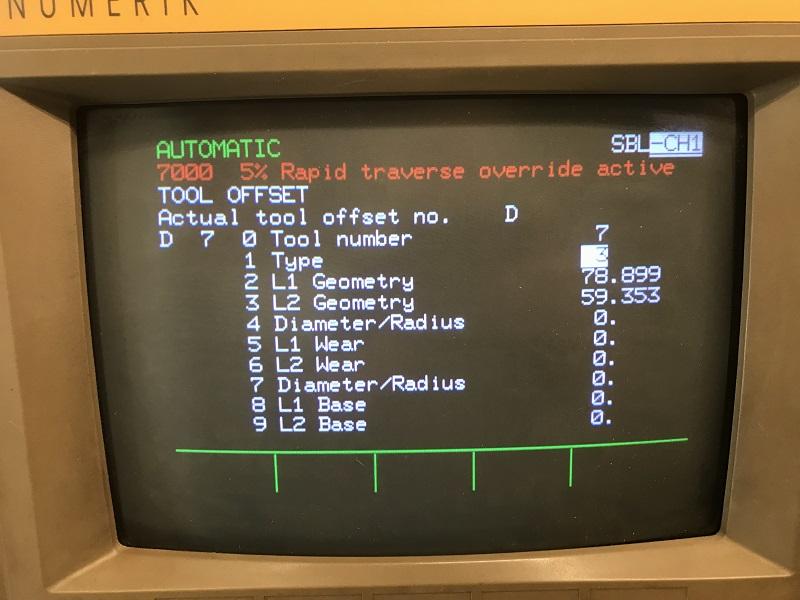 NUMERIK
AUTOMATIC SBL-CH1
7000 5% Rapid traverse override active
TOOL OFFSET
Actual tool offset no. D
D 7 0 Tool number 7
1 Type 3
2 L1 Geometry 78.899
3 L2 Geometry 59.353
4 Diameter/Radius 0.
5 L1 Wear 0.
6 L2 Wear 0.
7 Diameter/Radius 0.
8 L1 Base 0.
9 L2 Base 0.